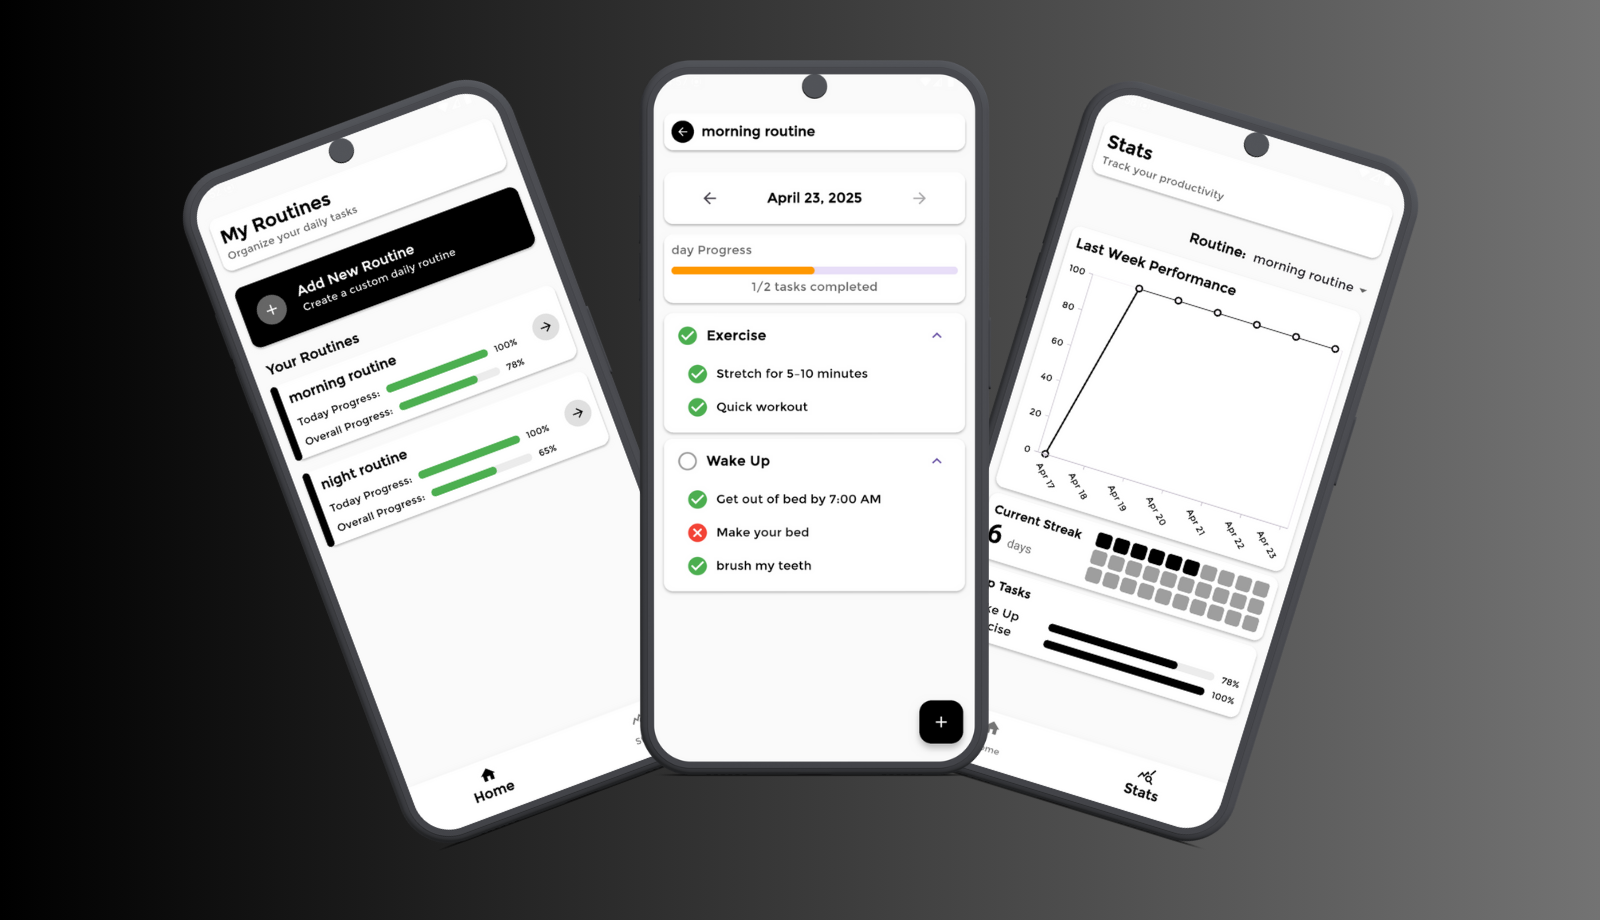 My Routines
Organize your daily tasks
Add New Routine
Create a custom daily routine
Your Routines
morning routine
Today Progress: 100%
Overall Progress: 78%
night routine
Today Progress: 100%
Overall Progress: 65%
Home
S
morning routine
April 23, 2025
day Progress
1/2 tasks completed
Exercise
Stretch for 5-10 minutes
Quick workout
Wake Up
Get out of bed by 7:00 AM
Make your bed
brush my teeth
Stats
Track your productivity
Routine: morning routine
Last Week Performance
100
80
60
40
20
0
Apr 17
Apr 18
Apr 19
Apr 20
Apr 21
Apr 22
Apr 23
Current Streak
6 days
p Tasks
ke Up 78%
cise 100%
ome
Stats